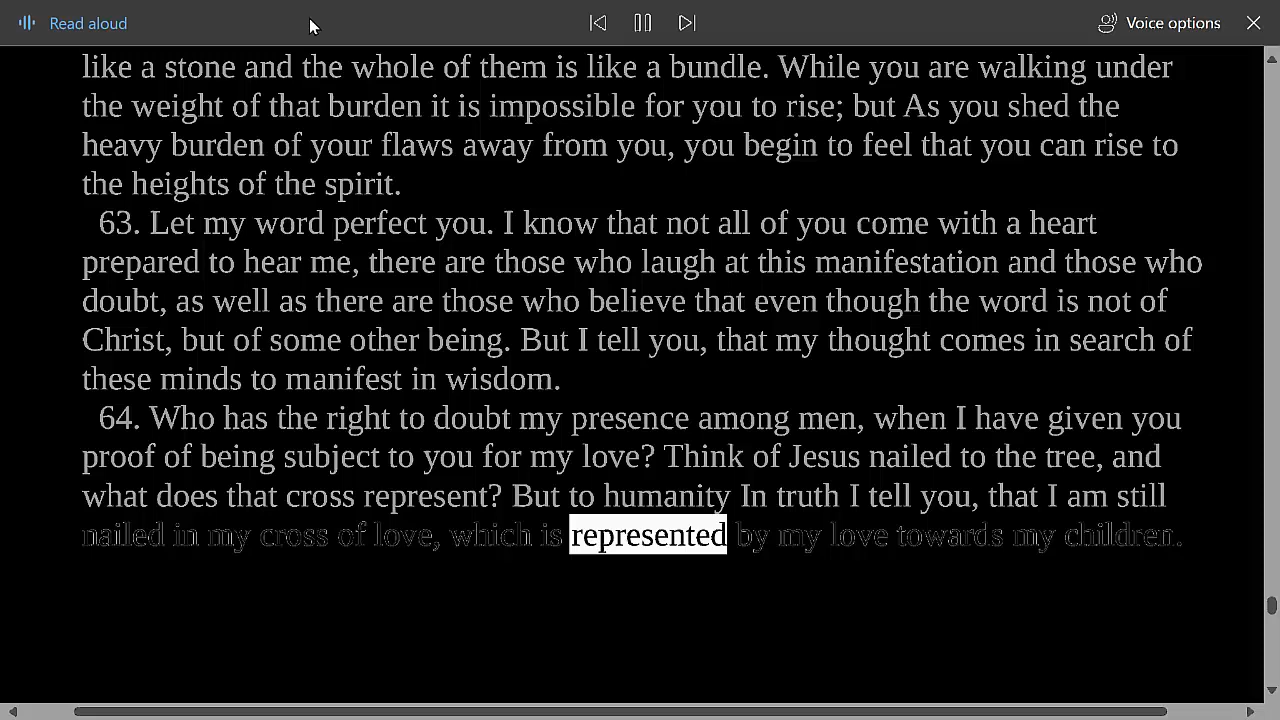 Read aloud
Voice options
like a stone and the whole of them is like a bundle. While you are walking under
the weight of that burden it is impossible for you to rise; but As you shed the
heavy burden of your flaws away from you, you begin to feel that you can rise to
the heights of the spirit.
63. Let my word perfect you. I know that not all of you come with a heart
prepared to hear me, there are those who laugh at this manifestation and those who
doubt, as well as there are those who believe that even though the word is not of
Christ, but of some other being. But I tell you, that my thought comes in search of
these minds to manifest in wisdom.
64. Who has the right to doubt my presence among men, when I have given you
proof of being subject to you for my love? Think of Jesus nailed to the tree, and
what does that cross represent? But to humanity In truth I tell you, that I am still
nailed in my cross of love, which is represented by my love towards my children.